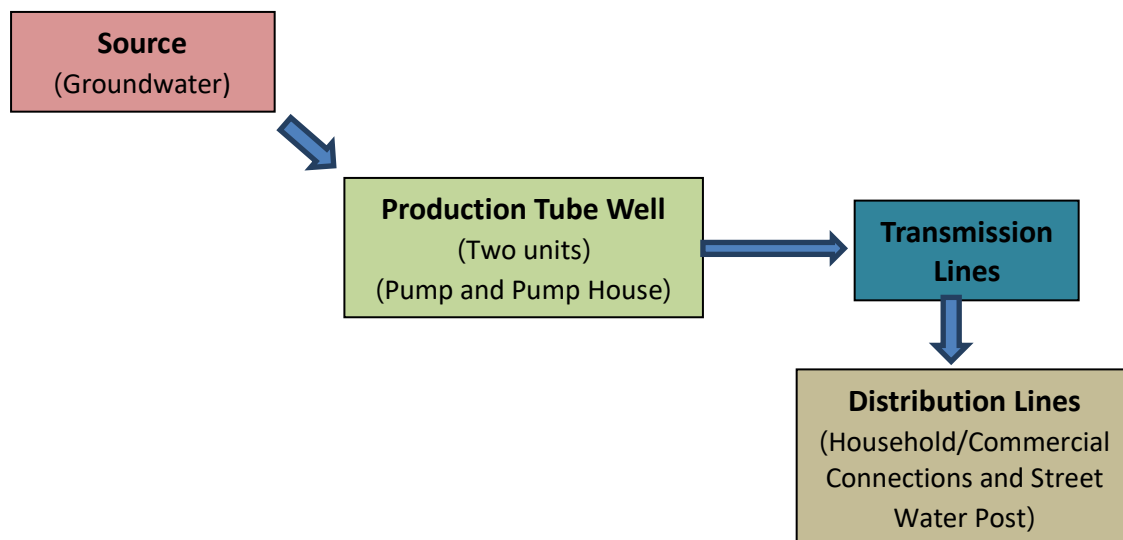 Source
(Groundwater)
Production Tube Well
(Two units)
(Pump and Pump House)
Transmission
Lines
Distribution Lines
(Household/Commercial
Connections and Street
Water Post)